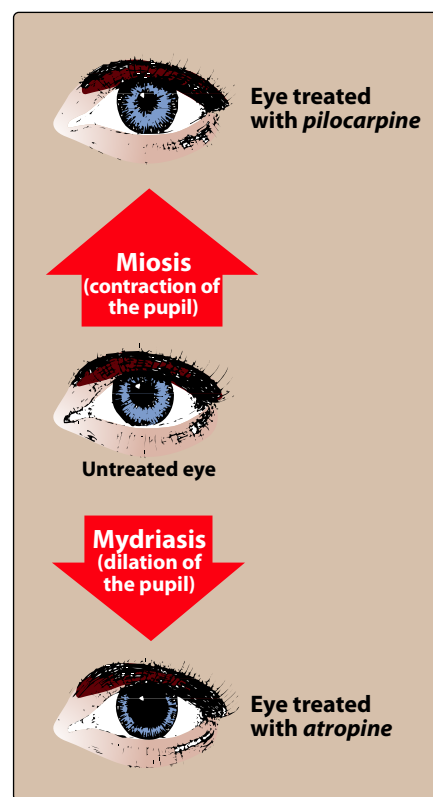 Eye treated
with pilocarpine
Miosis
(contraction of
the pupil)
Untreated eye
Mydriasis
(dilation of
the pupil)
Eye treated
with atropine